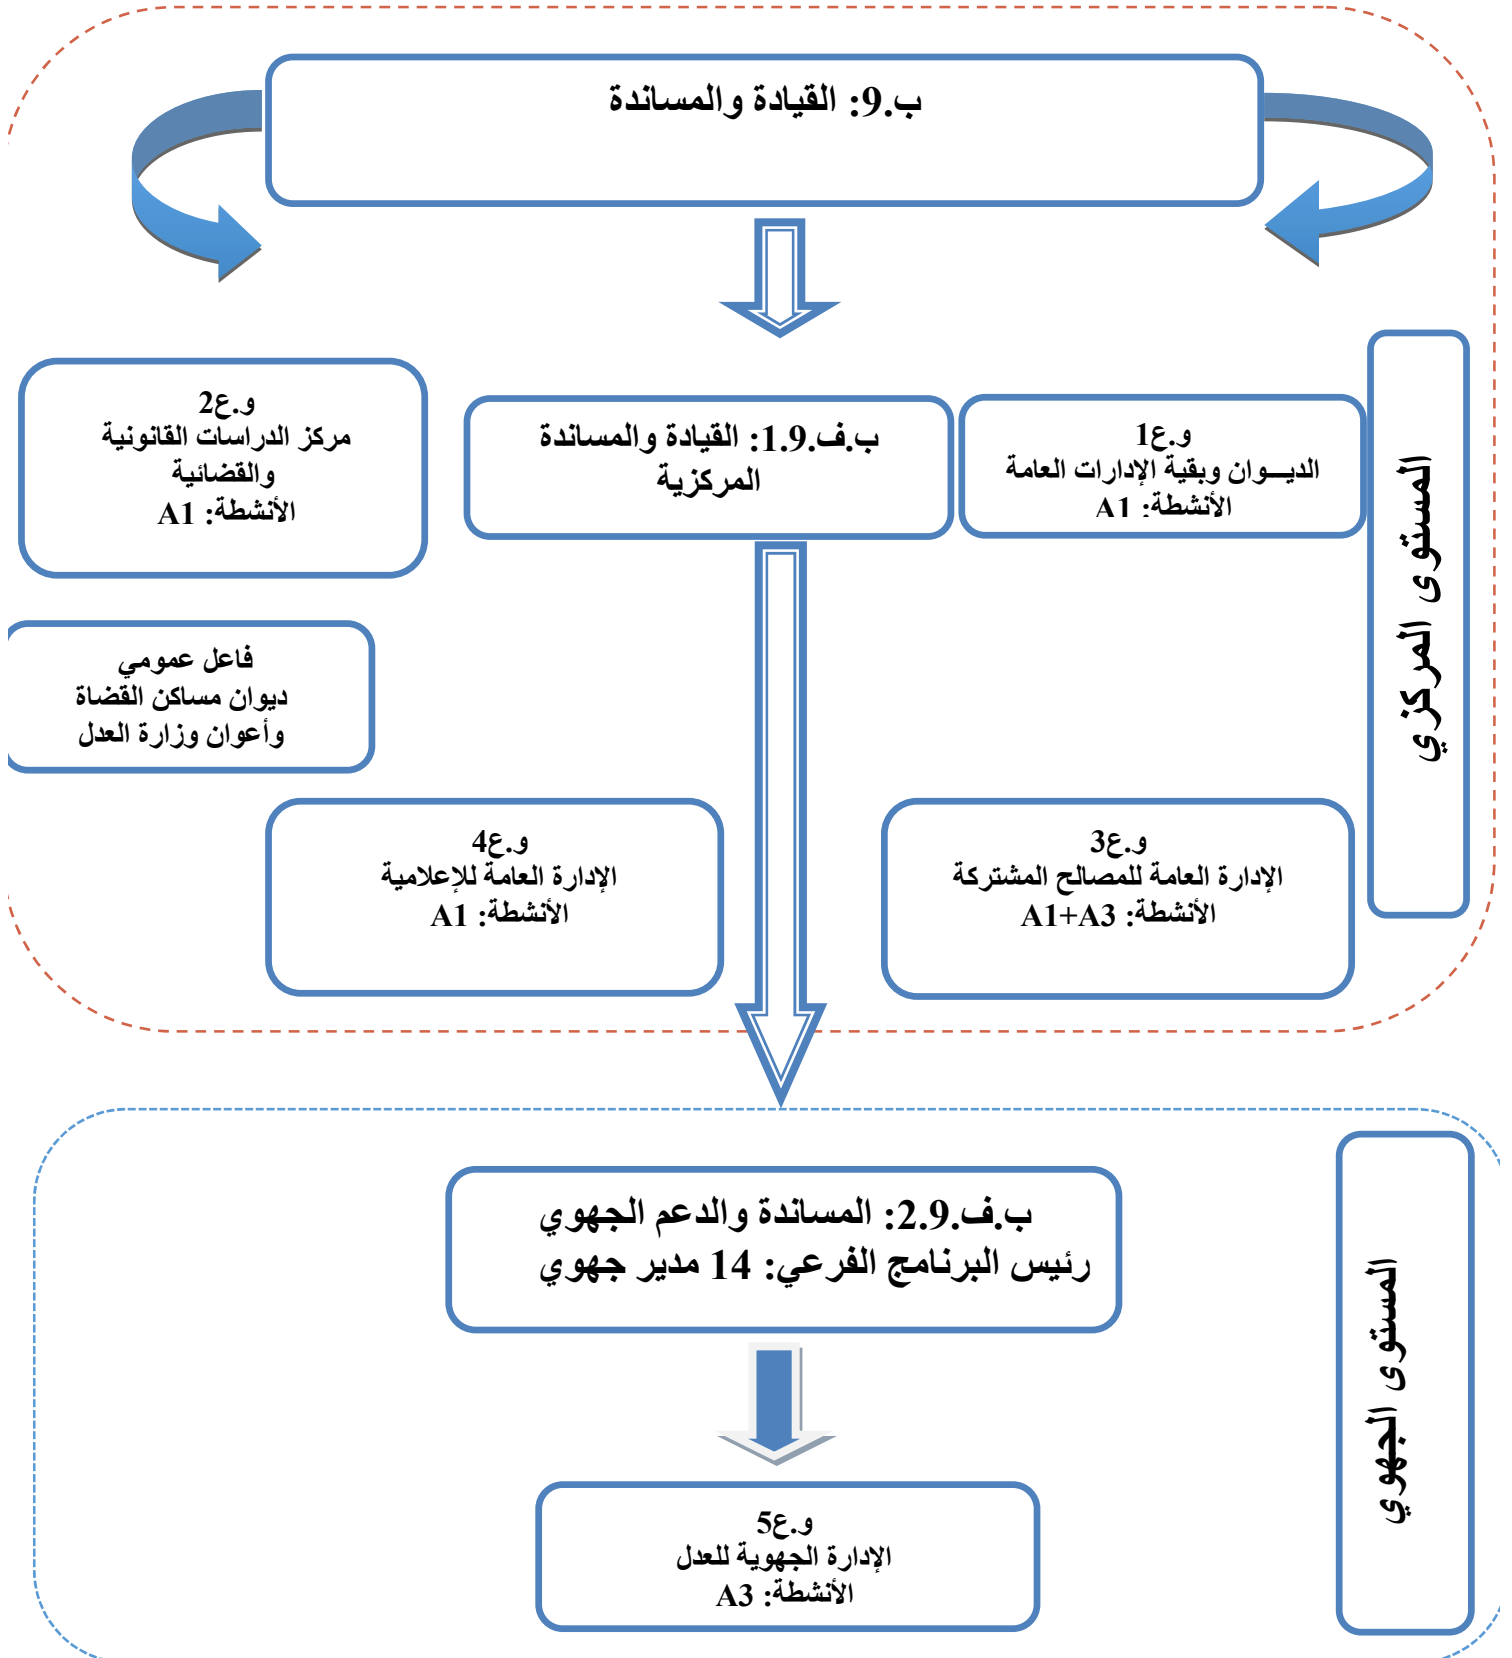 ب.9: القيادة والمساندة
المستوى المركزي
و.ع1
الديـــوان وبقية الإدارات العامة
الأنشطة: A1
ب.ف.1.9: القيادة والمساندة
المركزية
و.ع2
مركز الدراسات القانونية
والقضائية
الأنشطة: A1
فاعل عمومي
ديوان مساكن القضاة
وأعوان وزارة العدل
و.ع3
الإدارة العامة للمصالح المشتركة
الأنشطة: A1+A3
و.ع4
الإدارة العامة للإعلامية
الأنشطة: A1
المستوى الجهوي
ب.ف.2.9: المساندة والدعم الجهوي
رئيس البرنامج الفرعي: 14 مدير جهوي
و.ع5
الإدارة الجهوية للعدل
الأنشطة: A3